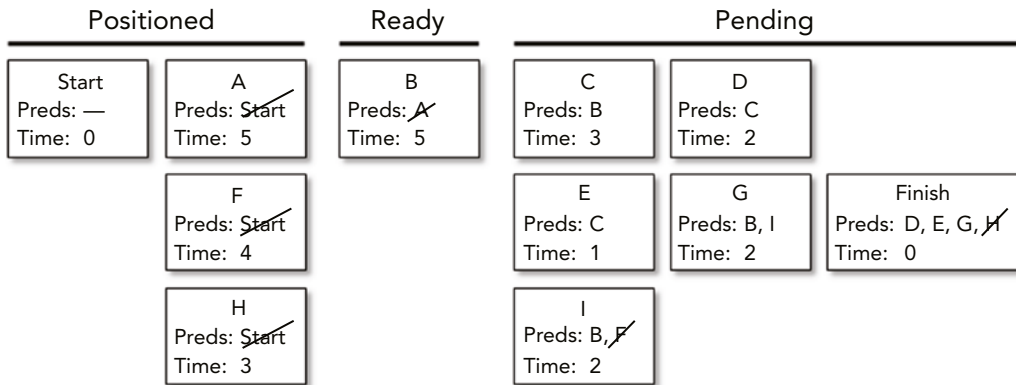 Positioned
Ready
Pending
Start
Preds: —
Time: 0
A
Preds: Start
Time: 5
B
Preds: A
Time: 5
C
Preds: B
Time: 3
D
Preds: C
Time: 2
F
Preds: Start
Time: 4
E
Preds: C
Time: 1
G
Preds: B, I
Time: 2
Finish
Preds: D, E, G, H
Time: 0
H
Preds: Start
Time: 3
I
Preds: B, F
Time: 2